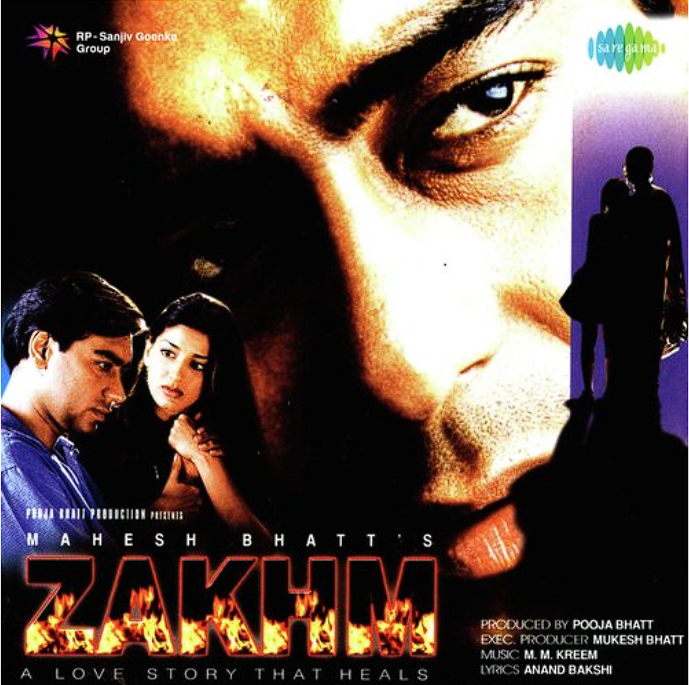 RP-Sanjiv Goenka
Group
saregama
POOJA BHATT PRODUCTION PRESENTS
MAHESH BHATT'S
ZAKHM
A LOVE STORY THAT HEALS
PRODUCED BY POOJA BHATT
EXEC. PRODUCER MUKESH BHATT
MUSIC M. M. KREEM
LYRICS ANAND BAKSHI